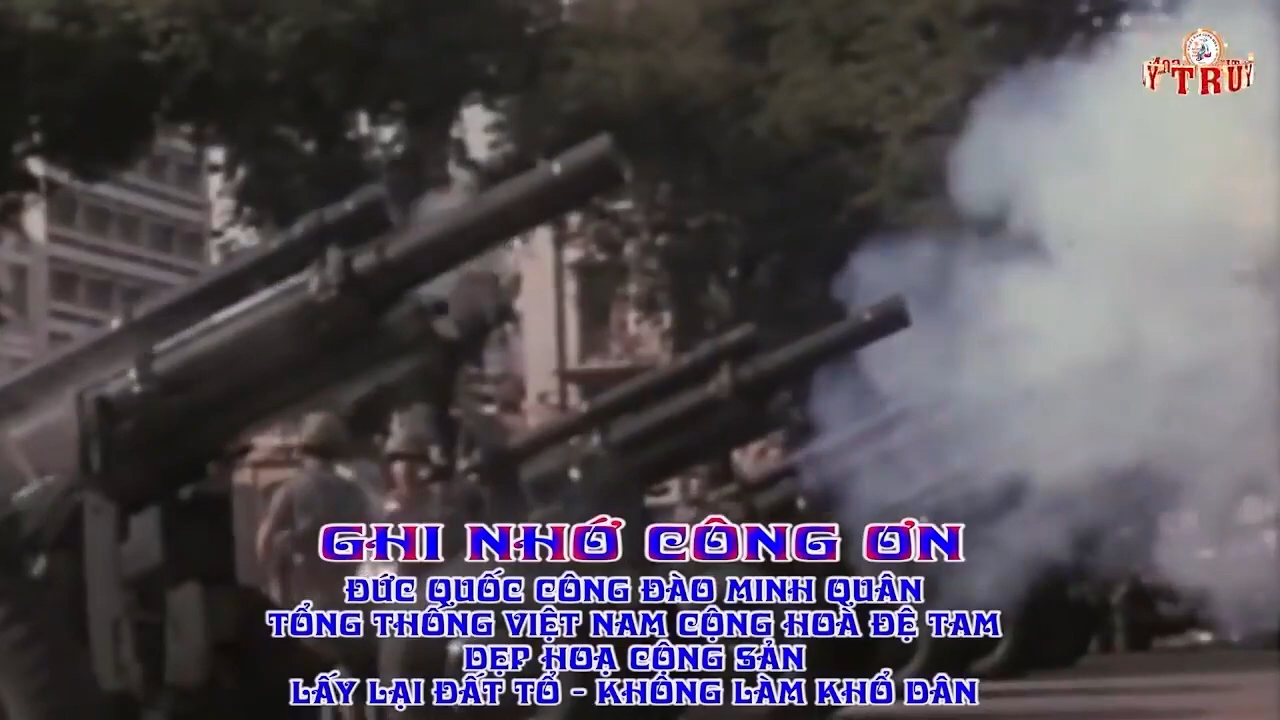 Ỷ TRU Ỷ
GHI NHỚ CÔNG ƠN
ĐỨC QUỐC CÔNG ĐÀO MINH QUÂN
TỔNG THỐNG VIỆT NAM CỘNG HOÀ ĐỆ TAM
DẸP HOẠ CỘNG SẢN
LẤY LẠI ĐẤT TỔ - KHÔNG LÀM KHỔ DÂN